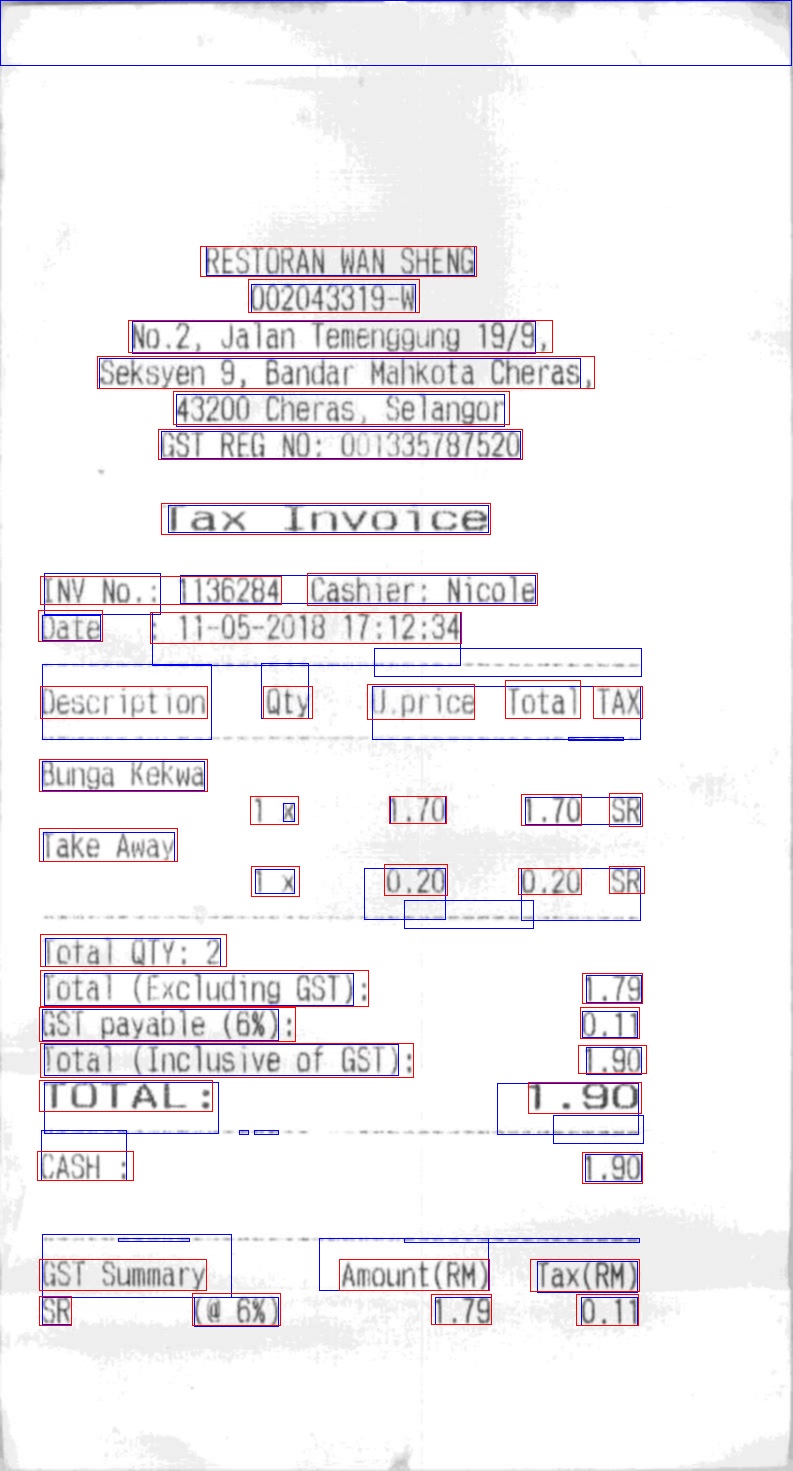 RESTORAN WAN SHENG
002043319-W
No.2, Jalan Temenggung 19/9,
Seksyen 9, Bandar Mahkota Cheras,
43200 Cheras, Selangor
GST REG NO: 001335787520
Tax Invoice
INV No.: 1136284 Cashier: Nicole
Date : 11-05-2018 17:12:34
Description Qty U.price Total TAX
Bunga Kekwa
1 x 1.70 1.70 SR
Take Away
1 x 0.20 0.20 SR
Total QTY: 2
Total (Excluding GST): 1.79
GST payable (6%): 0.11
Total (Inclusive of GST): 1.90
TOTAL: 1.90
CASH : 1.90
GST Summary Amount(RM) Tax(RM)
SR (@ 6%) 1.79 0.11